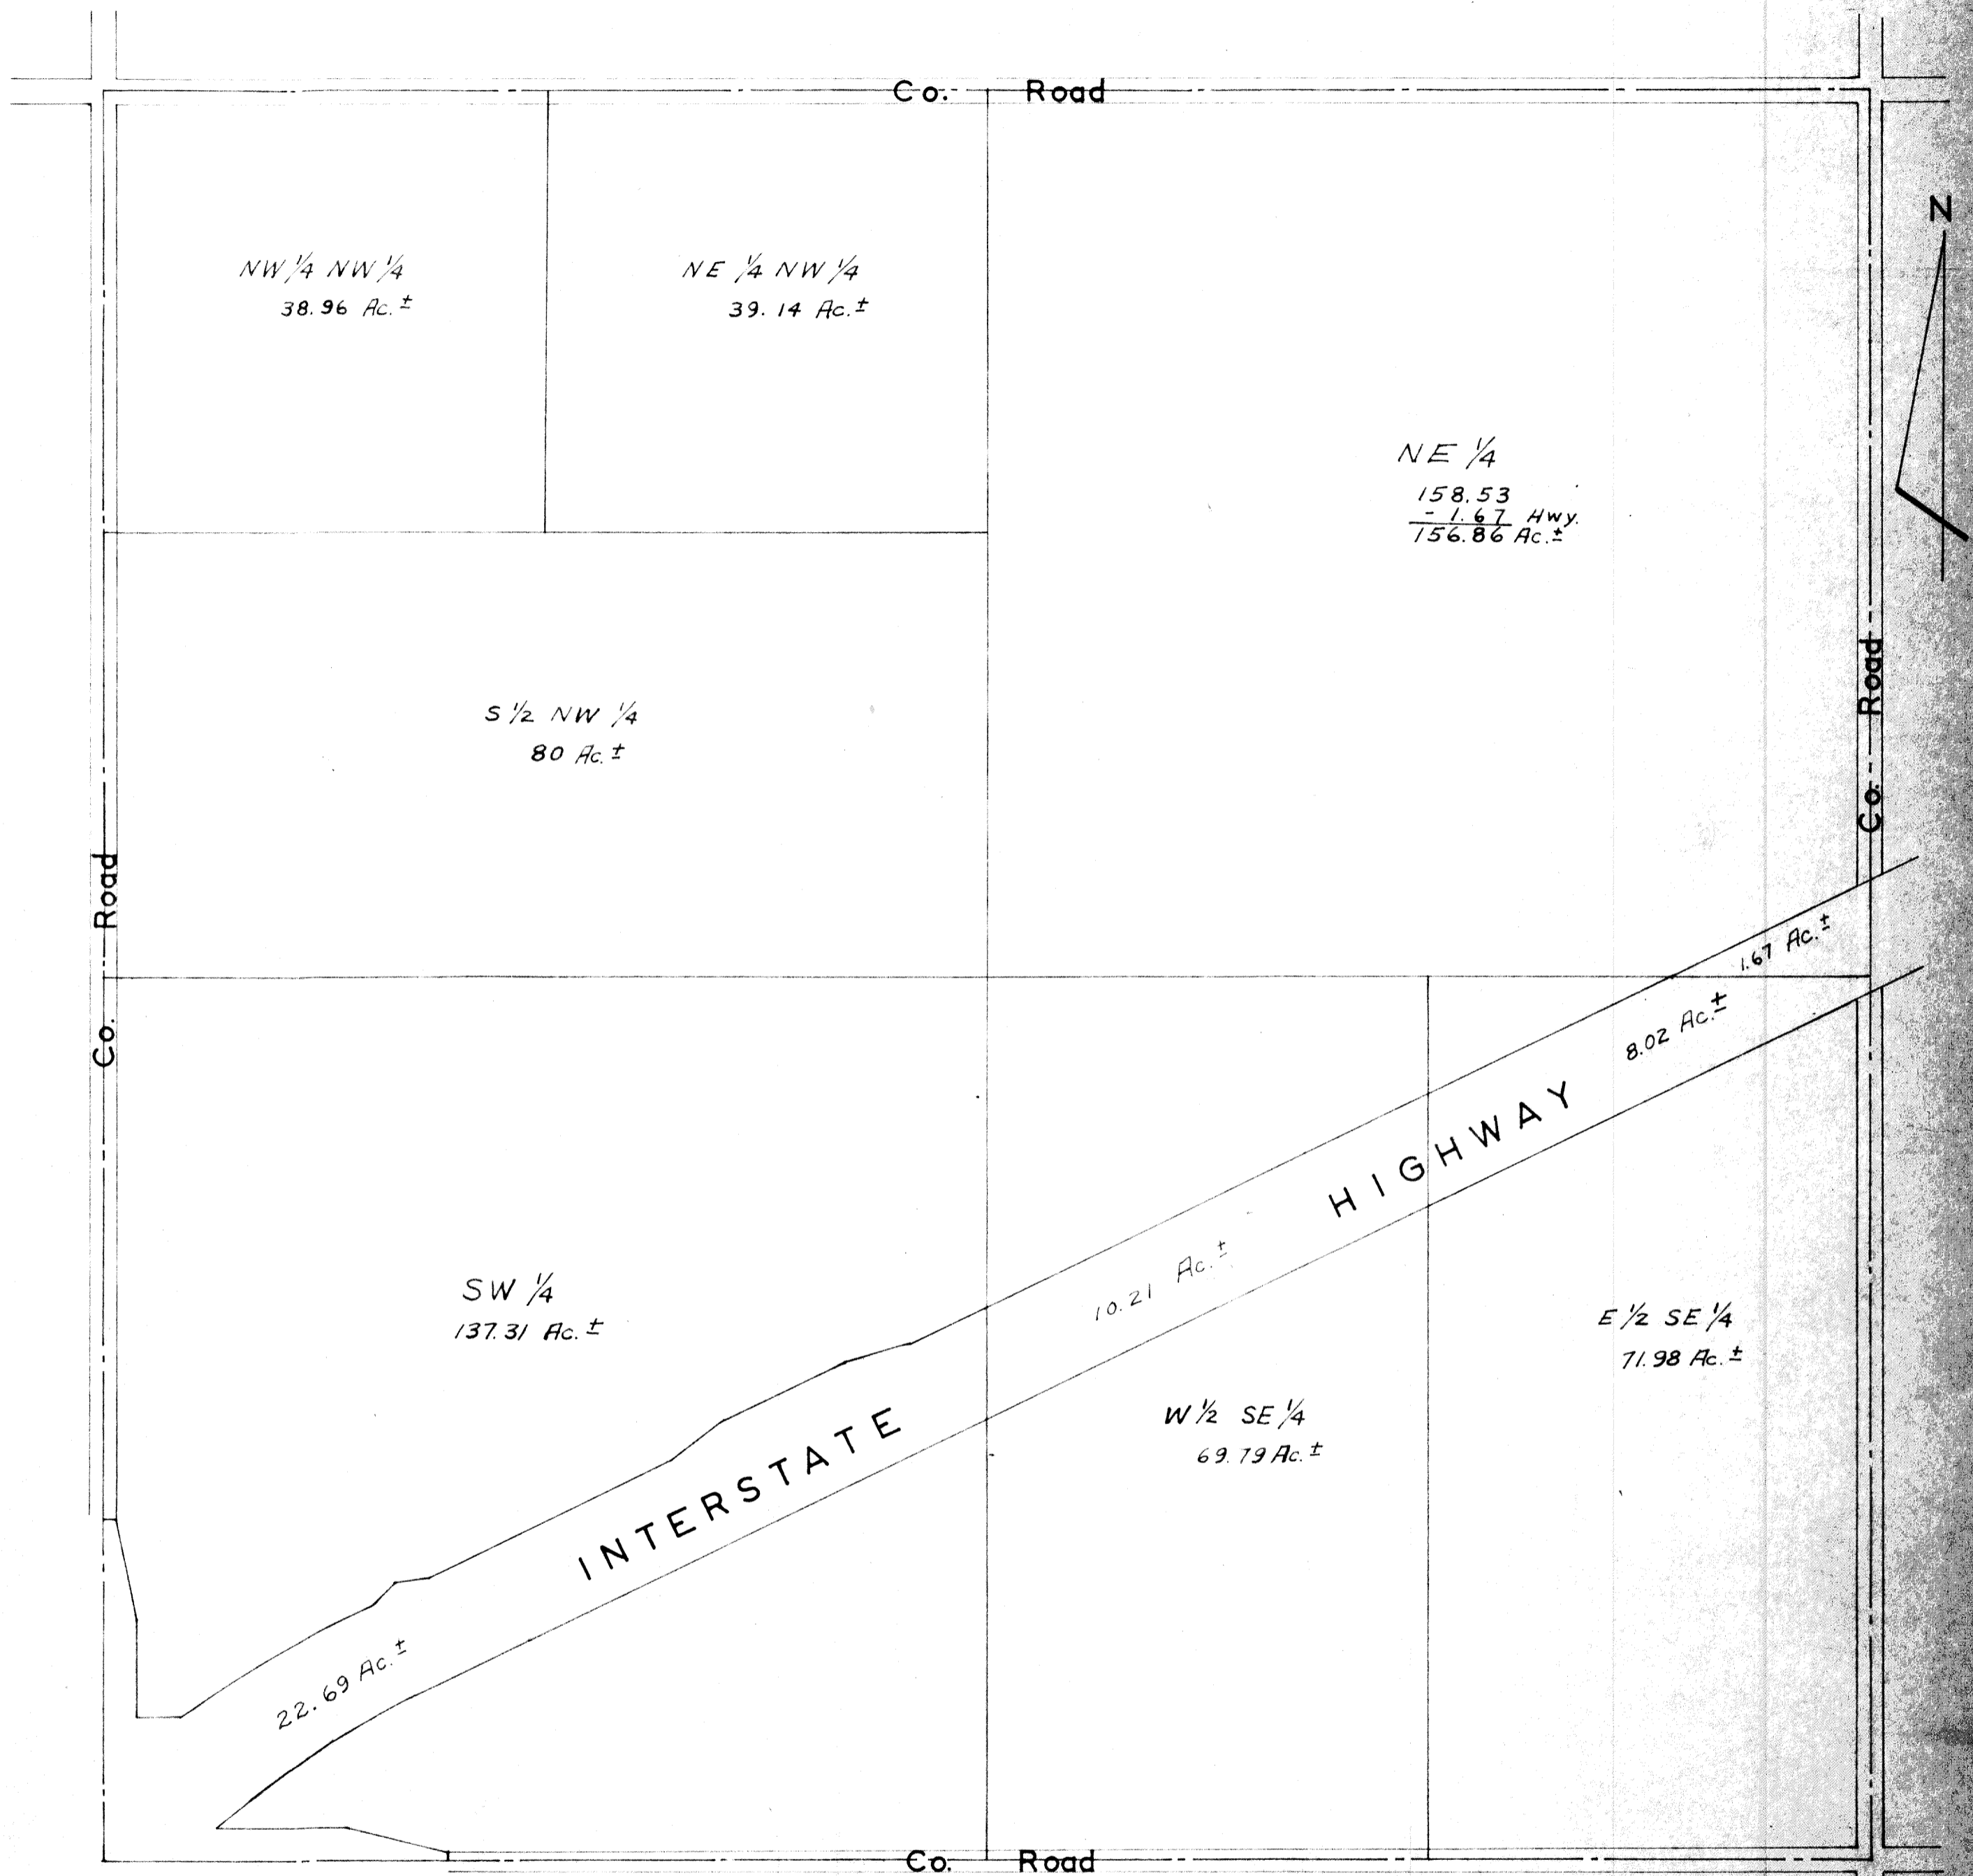 Co. Road
N
NW 1/4 NW 1/4
38.96 Ac.±
NE 1/4 NW 1/4
39.14 Ac.±
NE 1/4
158.53
- 1.67 Hwy.
156.86 Ac.±
Co. Road
S 1/2 NW 1/4
80 Ac.±
Co. Road
1.67 Ac.±
8.02 Ac.±
INTERSTATE HIGHWAY
10.21 Ac.±
SW 1/4
137.31 Ac.±
E 1/2 SE 1/4
71.98 Ac.±
W 1/2 SE 1/4
69.79 Ac.±
22.69 Ac.±
Co. Road